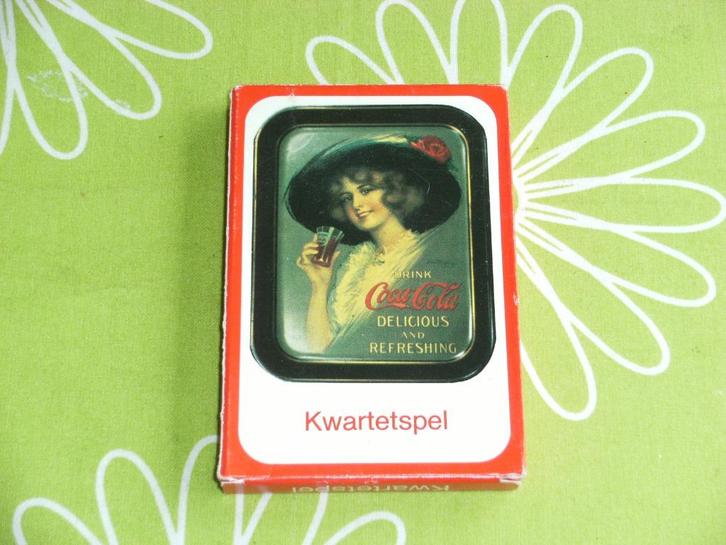 DRINK
Coca-Cola
DELICIOUS
AND
REFRESHING
Kwartetspel
Kwartetspel